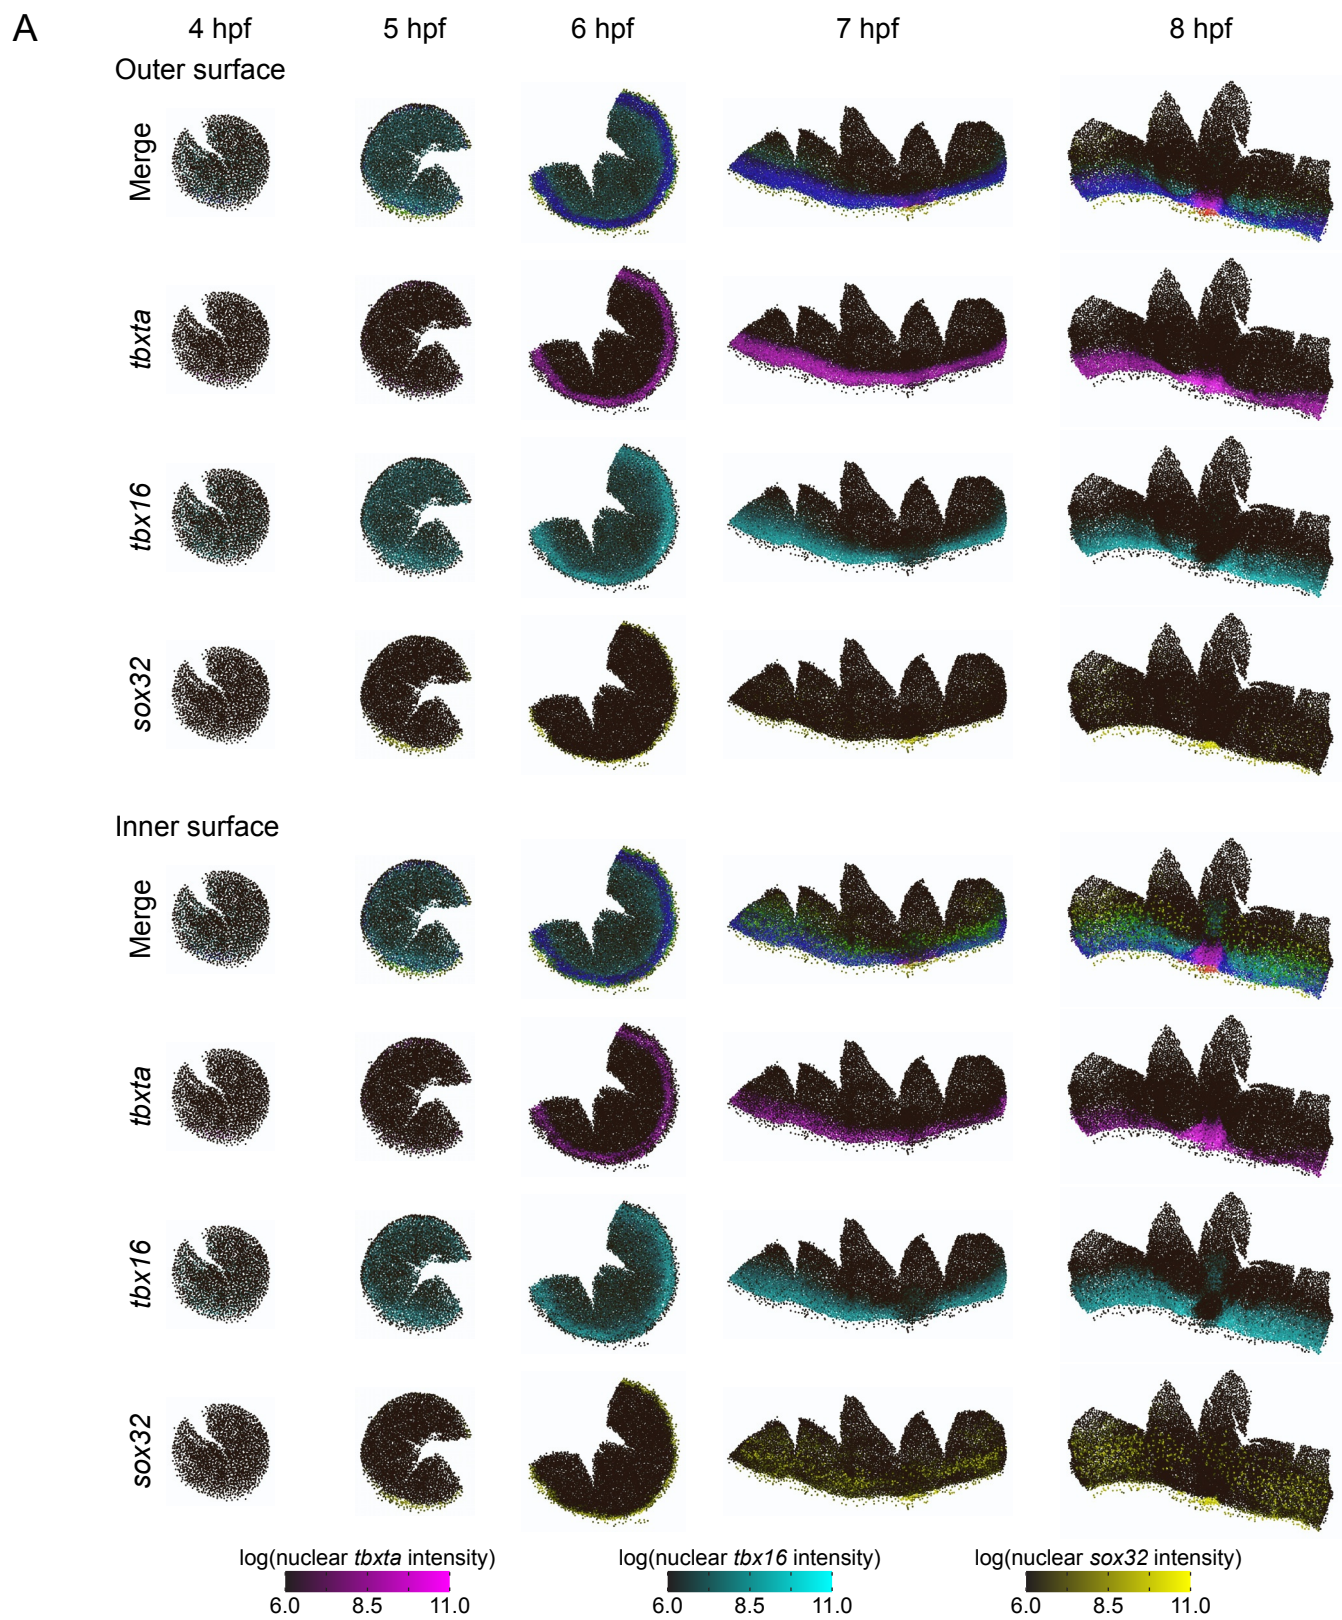 A
4 hpf 5 hpf 6 hpf 7 hpf 8 hpf
Outer surface
Merge
tbxta
tbx16
sox32
Inner surface
Merge
tbxta
tbx16
sox32
log(nuclear tbxta intensity) log(nuclear tbx16 intensity) log(nuclear sox32 intensity)
6.0 8.5 11.0 6.0 8.5 11.0 6.0 8.5 11.0